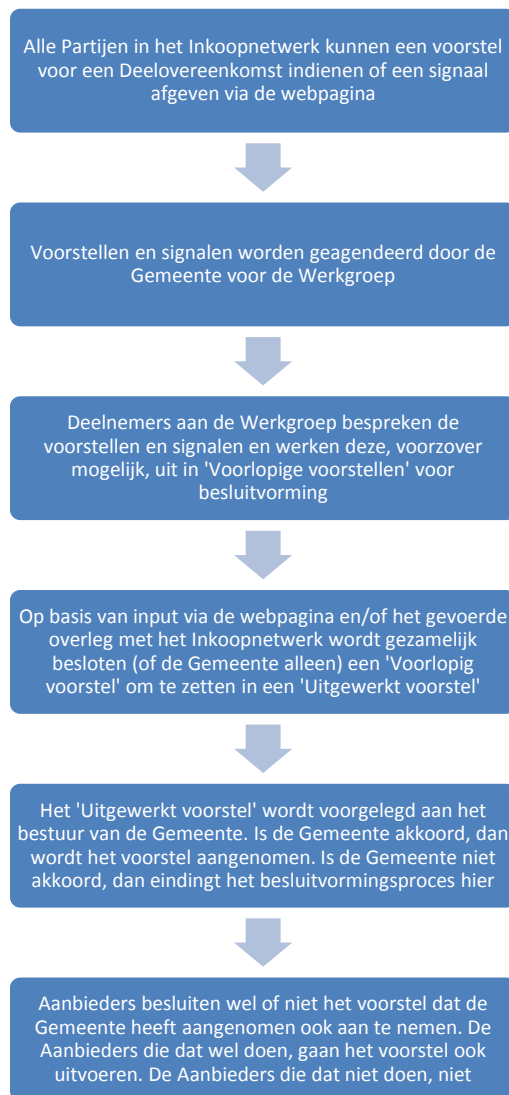 Alle Partijen in het Inkoopnetwerk kunnen een voorstel
voor een Deelovereenkomst indienen of een signaal
afgeven via de webpagina
Voorstellen en signalen worden geagendeerd door de
Gemeente voor de Werkgroep
Deelnemers aan de Werkgroep bespreken de
voorstellen en signalen en werken deze, voorzover
mogelijk, uit in 'Voorlopige voorstellen' voor
besluitvorming
Op basis van input via de webpagina en/of het gevoerde
overleg met het Inkoopnetwerk wordt gezamelijk
besloten (of de Gemeente alleen) een 'Voorlopig
voorstel' om te zetten in een 'Uitgewerkt voorstel'
Het 'Uitgewerkt voorstel' wordt voorgelegd aan het
bestuur van de Gemeente. Is de Gemeente akkoord, dan
wordt het voorstel aangenomen. Is de Gemeente niet
akkoord, dan eindingt het besluitvormingsproces hier
Aanbieders besluiten wel of niet het voorstel dat de
Gemeente heeft aangenomen ook aan te nemen. De
Aanbieders die dat wel doen, gaan het voorstel ook
uitvoeren. De Aanbieders die dat niet doen, niet